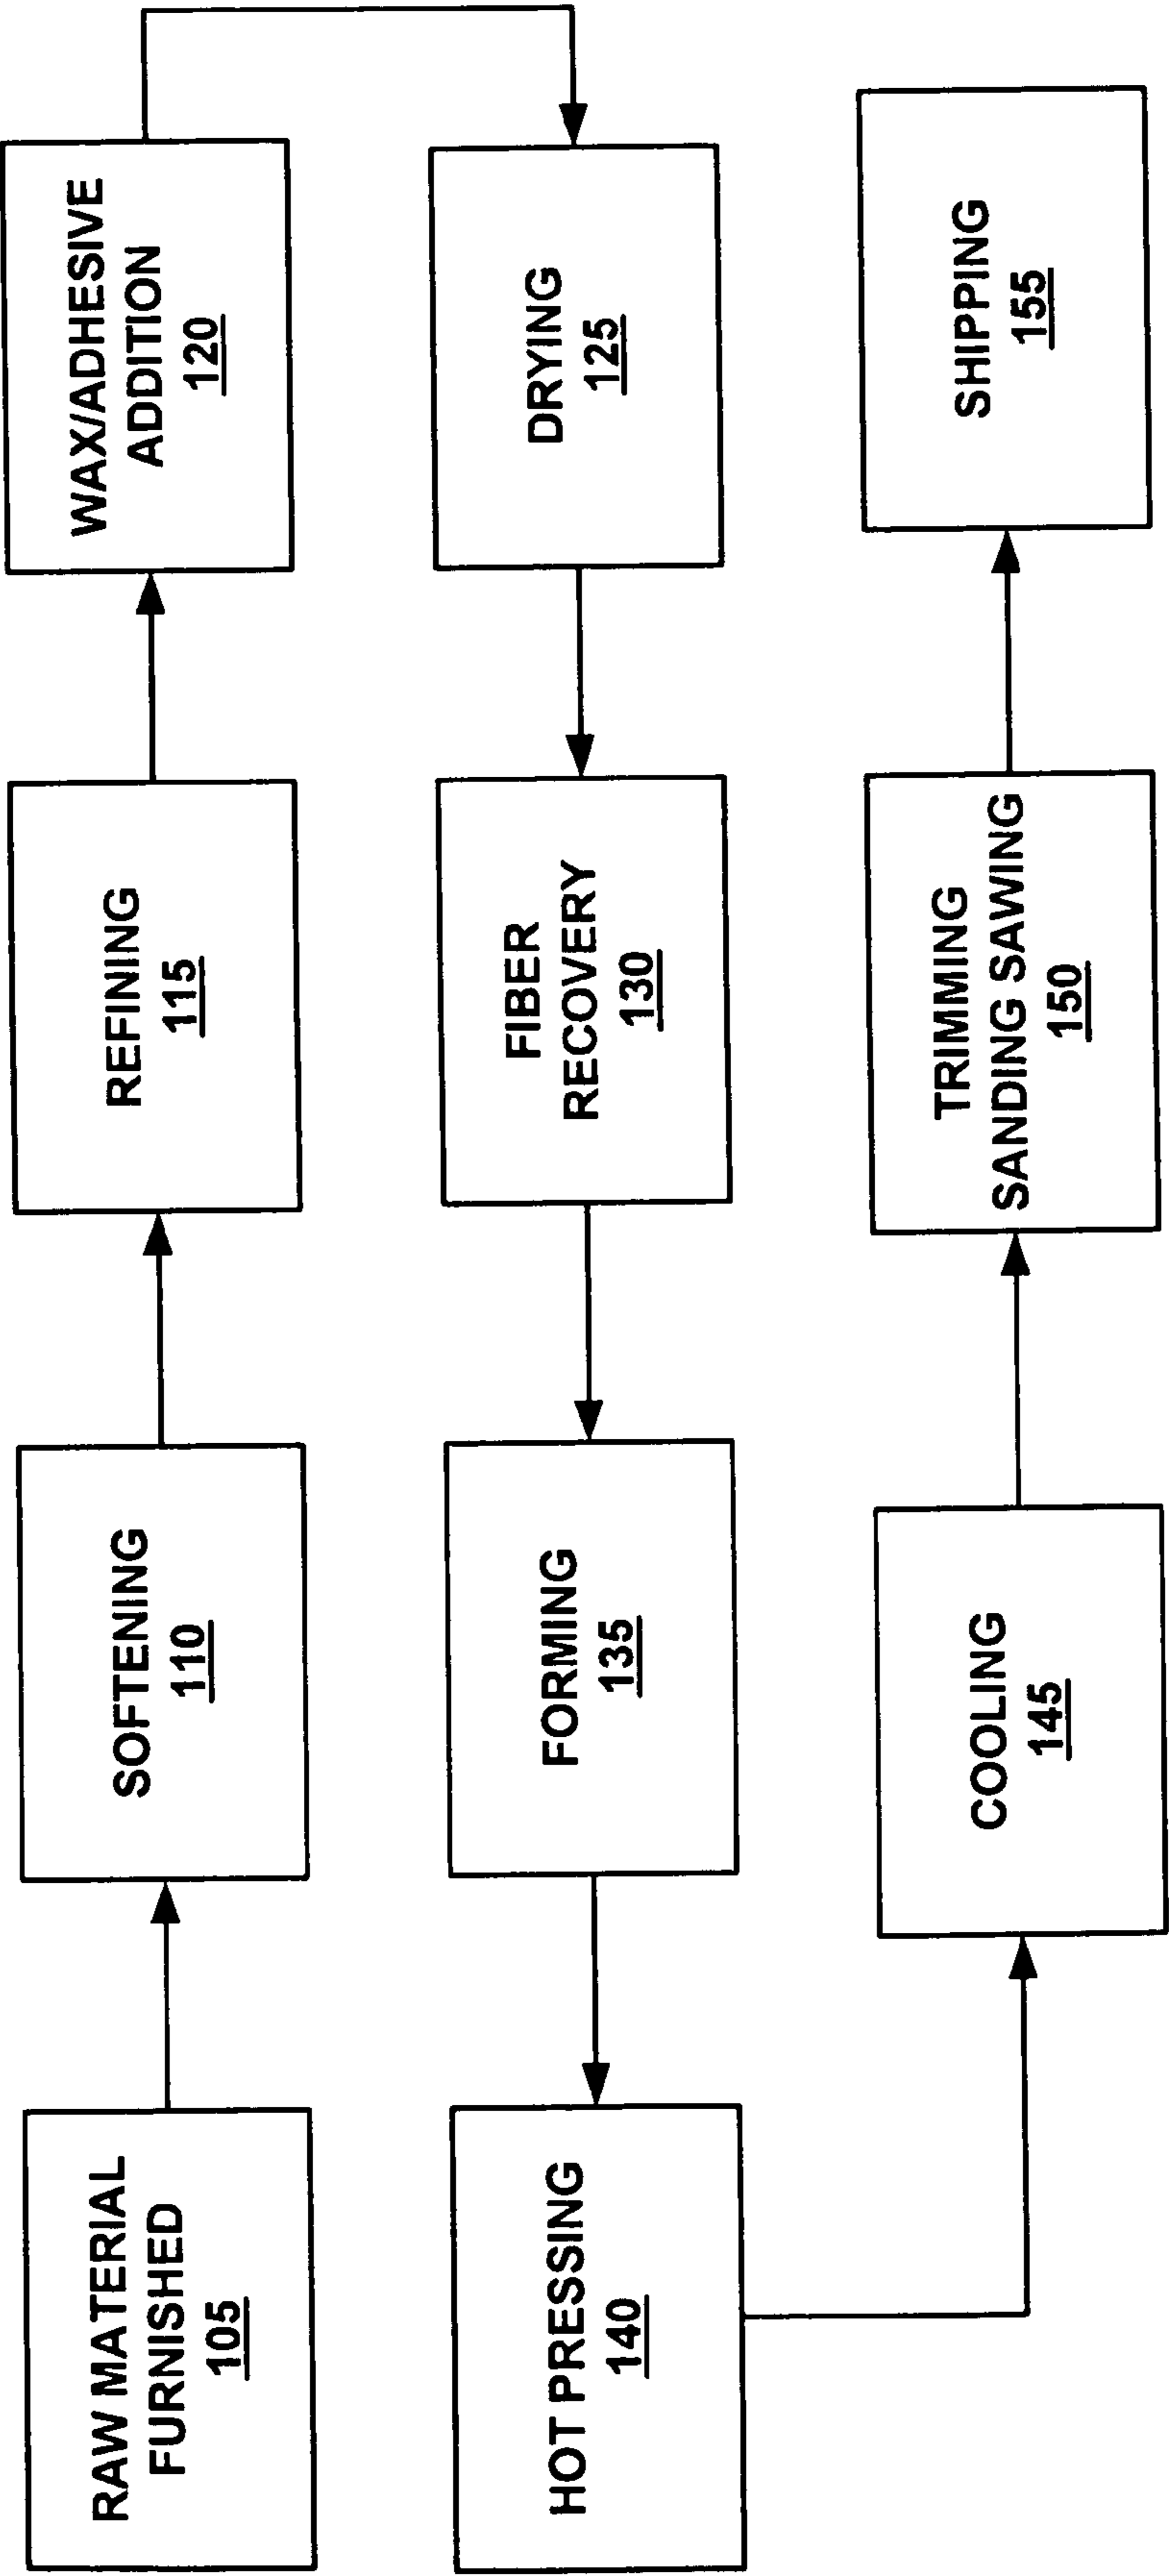 RAW MATERIAL
FURNISHED
105
SOFTENING
110
REFINING
115
WAX/ADHESIVE
ADDITION
120
DRYING
125
FIBER
RECOVERY
130
FORMING
135
HOT PRESSING
140
COOLING
145
TRIMMING
SANDING SAWING
150
SHIPPING
155